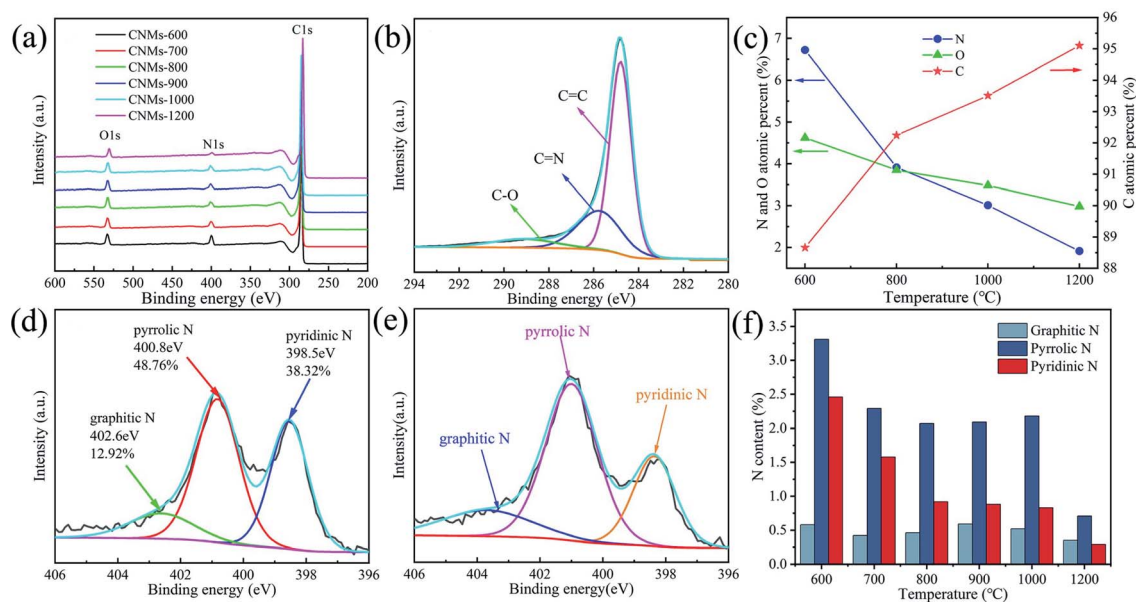 (a)
CNMs-600
CNMs-700
CNMs-800
CNMs-900
CNMs-1000
CNMs-1200
C1s
O1s
N1s
Intensity (a.u.)
600 550 500 450 400 350 300 250 200
Binding energy (eV)
(b)
C=C
C=N
C-O
Intensity (a.u.)
294 292 290 288 286 284 282 280
Binding energy (eV)
(c)
N
O
C
N and O atomic percent (%)
7
6
5
4
3
2
C atomic percent (%)
96
95
94
93
92
91
90
89
88
600 800 1000 1200
Temperature (℃)
(d)
pyrrolic N
400.8eV
48.76%
pyridinic N
398.5eV
38.32%
graphitic N
402.6eV
12.92%
Intensity(a.u.)
406 404 402 400 398 396
Binding energy (eV)
(e)
pyrrolic N
pyridinic N
graphitic N
Intensity(a.u.)
406 404 402 400 398 396
Binding energy(eV)
(f)
Graphitic N
Pyrrolic N
Pyridinic N
N content (%)
3.5
3.0
2.5
2.0
1.5
1.0
0.5
0.0
600 700 800 900 1000 1200
Temperature (℃)